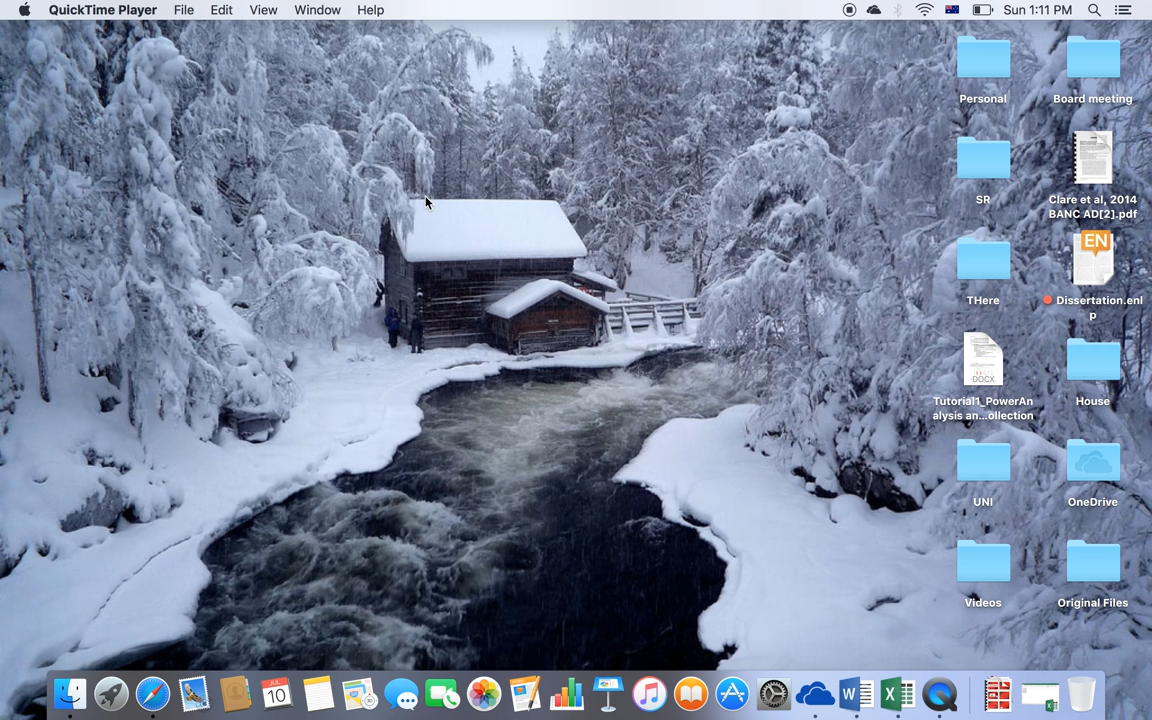 QuickTime Player File Edit View Window Help Sun 1:11 PM
Personal Board meeting
SR
Clare et al, 2014
BANC AD[2].pdf
EN
THere
Dissertation.enl
p
DOCX
Tutorial1_PowerAn
alysis an...ollection
House
UNI OneDrive
Videos Original Files
JUL
10